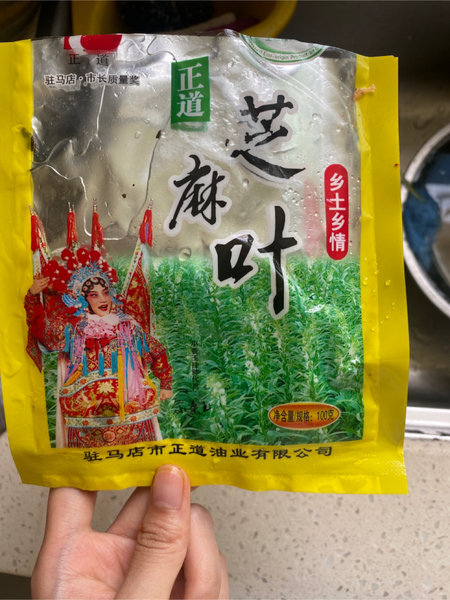 正道
驻马店·市长质量奖
正道
芝麻叶
乡土乡情
净含量/规格：100克
驻马店市正道油业有限公司